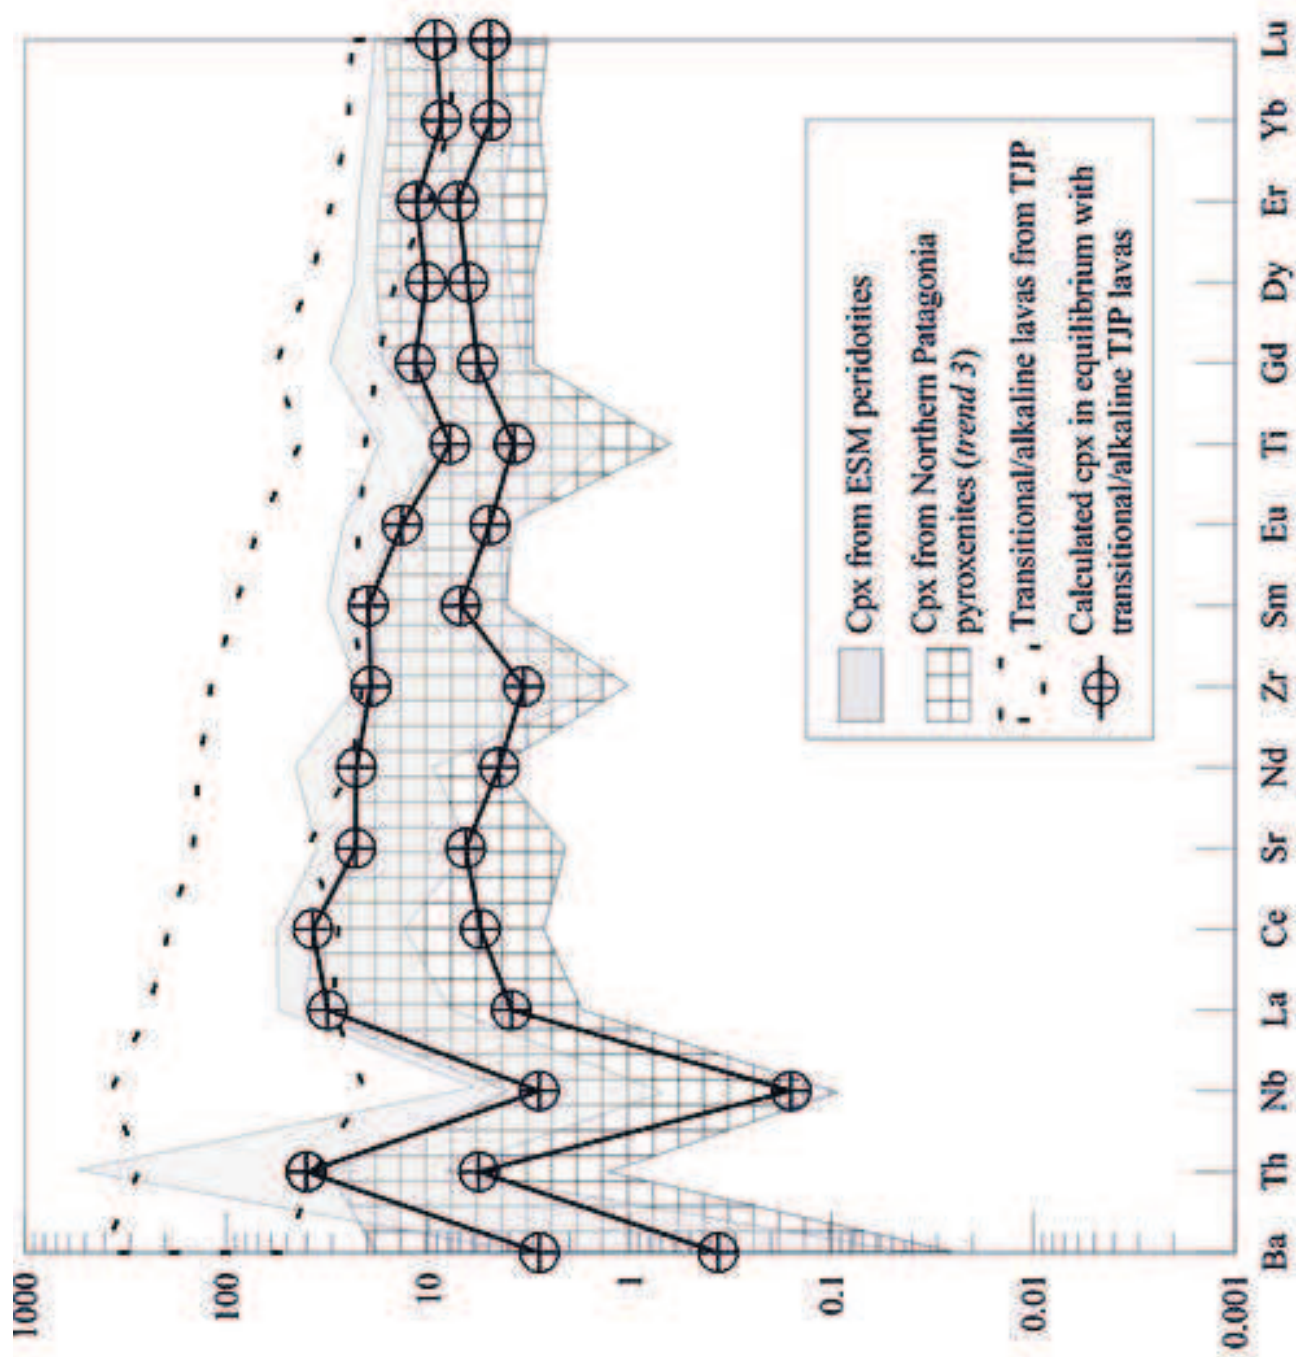 1000
100
10
1
0.1
0.01
0.001
Cpx from ESM peridotites
Cpx from Northern Patagonia
pyroxenites (trend 3)
Transitional/alkaline lavas from TJP
Calculated cpx in equilibrium with
transitional/alkaline TJP lavas
Ba Th Nb La Ce Sr Nd Zr Sm Eu Ti Gd Dy Er Yb Lu